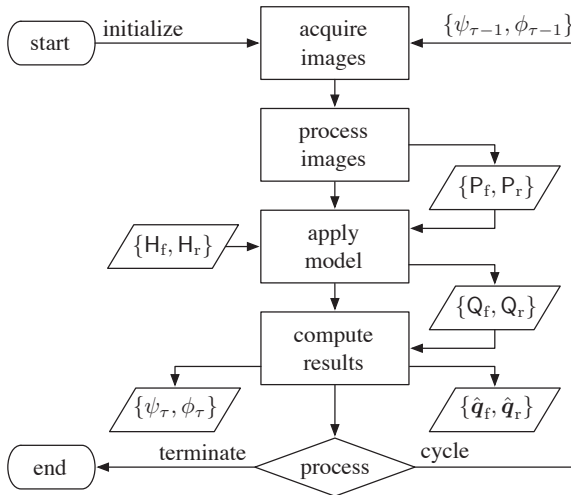 start
initialize
acquire
images
{ψτ−1, ϕτ−1}
process
images
{Pf, Pr}
{Hf, Hr}
apply
model
{Qf, Qr}
compute
results
{ψτ, ϕτ}
{q̂f, q̂r}
end
terminate
process
cycle